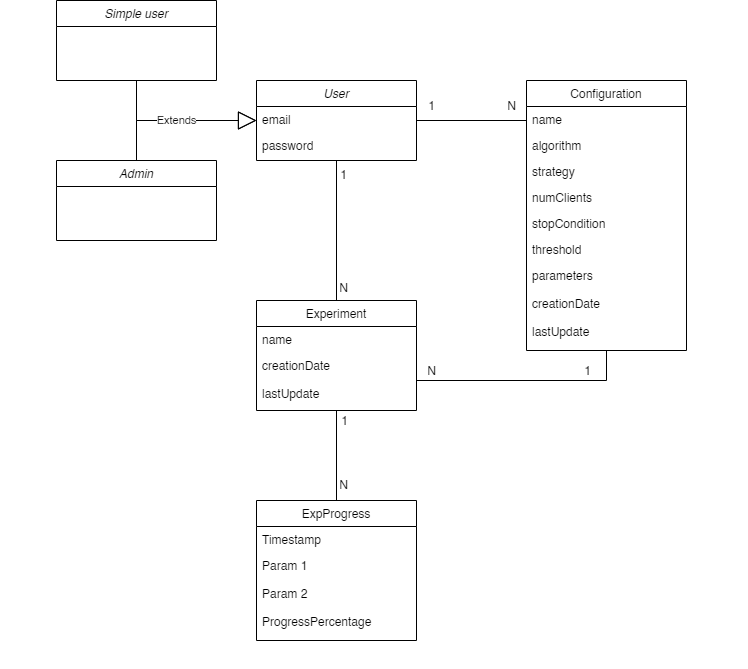 Simple user
Extends
Admin
User
email
password
1
N
Configuration
name
algorithm
strategy
numClients
stopCondition
threshold
parameters
creationDate
lastUpdate
1
N
Experiment
name
creationDate
lastUpdate
N
1
1
N
ExpProgress
Timestamp
Param 1
Param 2
ProgressPercentage